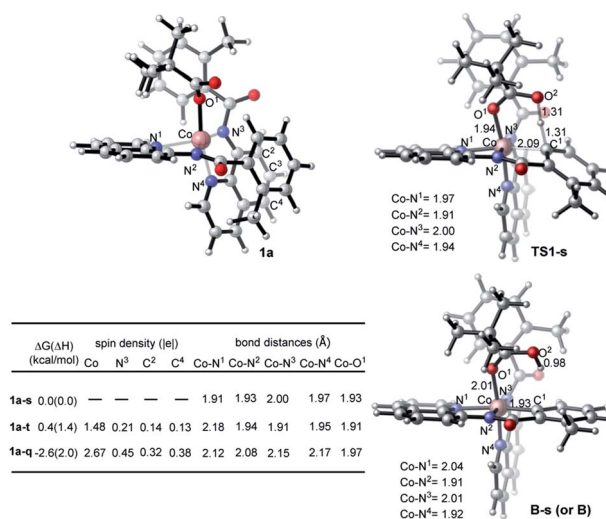 O¹
Co
N¹
N³
C²
N²
C³
N⁴
C⁴
1a
O²
O¹
1.31
1.94
1.31
N³
N¹
Co
2.09
C¹
N²
N⁴
Co-N¹ = 1.97
Co-N² = 1.91
Co-N³ = 2.00
Co-N⁴ = 1.94
TS1-s
ΔG(ΔH) spin density (|e|) bond distances (Å)
(kcal/mol) Co N³ C² C⁴ Co-N¹ Co-N² Co-N³ Co-N⁴ Co-O¹
1a-s 0.0(0.0) — — — — 1.91 1.93 2.00 1.97 1.93
1a-t 0.4(1.4) 1.48 0.21 0.14 0.13 2.18 1.94 1.91 1.95 1.91
1a-q -2.6(2.0) 2.67 0.45 0.32 0.38 2.12 2.08 2.15 2.17 1.97
O²
0.98
O¹
2.01
N³
N¹
Co
1.93
C¹
N²
N⁴
Co-N¹= 2.04
Co-N²= 1.91
Co-N³= 2.01
Co-N⁴= 1.92
B-s (or B)